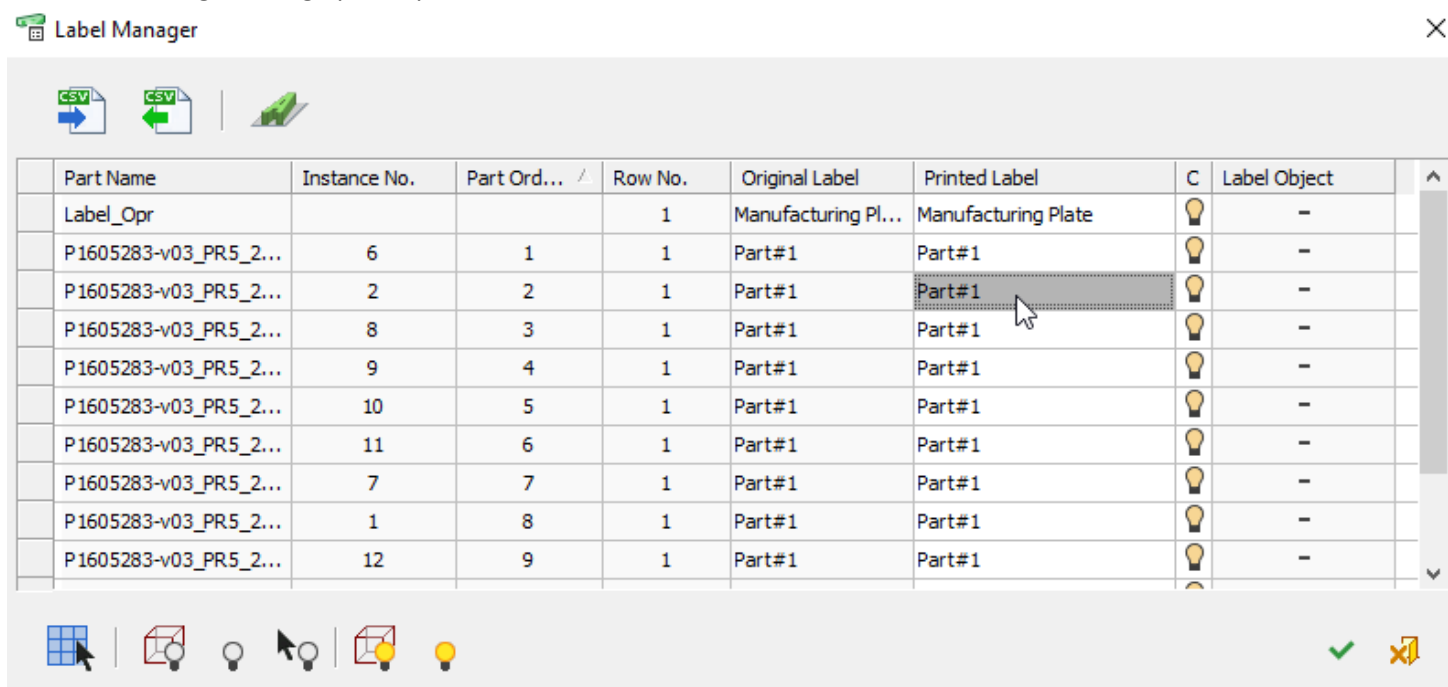 Label Manager
CSV CSV
Part Name Instance No. Part Ord... Row No. Original Label Printed Label C Label Object
Label_Opr 1 Manufacturing Pl... Manufacturing Plate -
P1605283-v03_PR5_2... 6 1 1 Part#1 Part#1 -
P1605283-v03_PR5_2... 2 2 1 Part#1 Part#1 -
P1605283-v03_PR5_2... 8 3 1 Part#1 Part#1 -
P1605283-v03_PR5_2... 9 4 1 Part#1 Part#1 -
P1605283-v03_PR5_2... 10 5 1 Part#1 Part#1 -
P1605283-v03_PR5_2... 11 6 1 Part#1 Part#1 -
P1605283-v03_PR5_2... 7 7 1 Part#1 Part#1 -
P1605283-v03_PR5_2... 1 8 1 Part#1 Part#1 -
P1605283-v03_PR5_2... 12 9 1 Part#1 Part#1 -